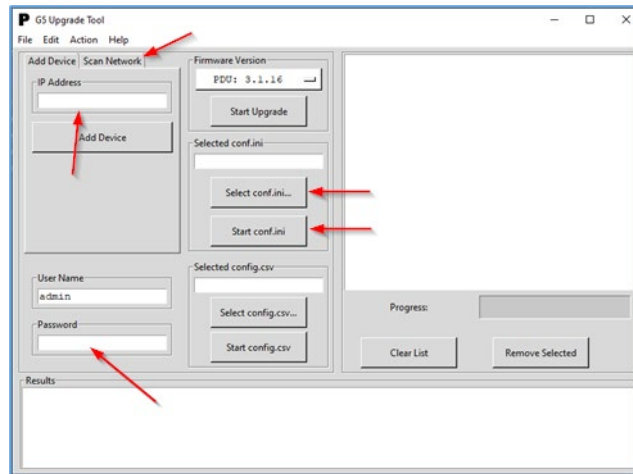 P G5 Upgrade Tool
File Edit Action Help
Add Device Scan Network
IP Address
Add Device
User Name
admin
Password
Firmware Version
PDU: 3.1.16
Start Upgrade
Selected conf.ini
Select conf.ini...
Start conf.ini
Selected config.csv
Select config.csv...
Start config.csv
Progress:
Clear List
Remove Selected
Results